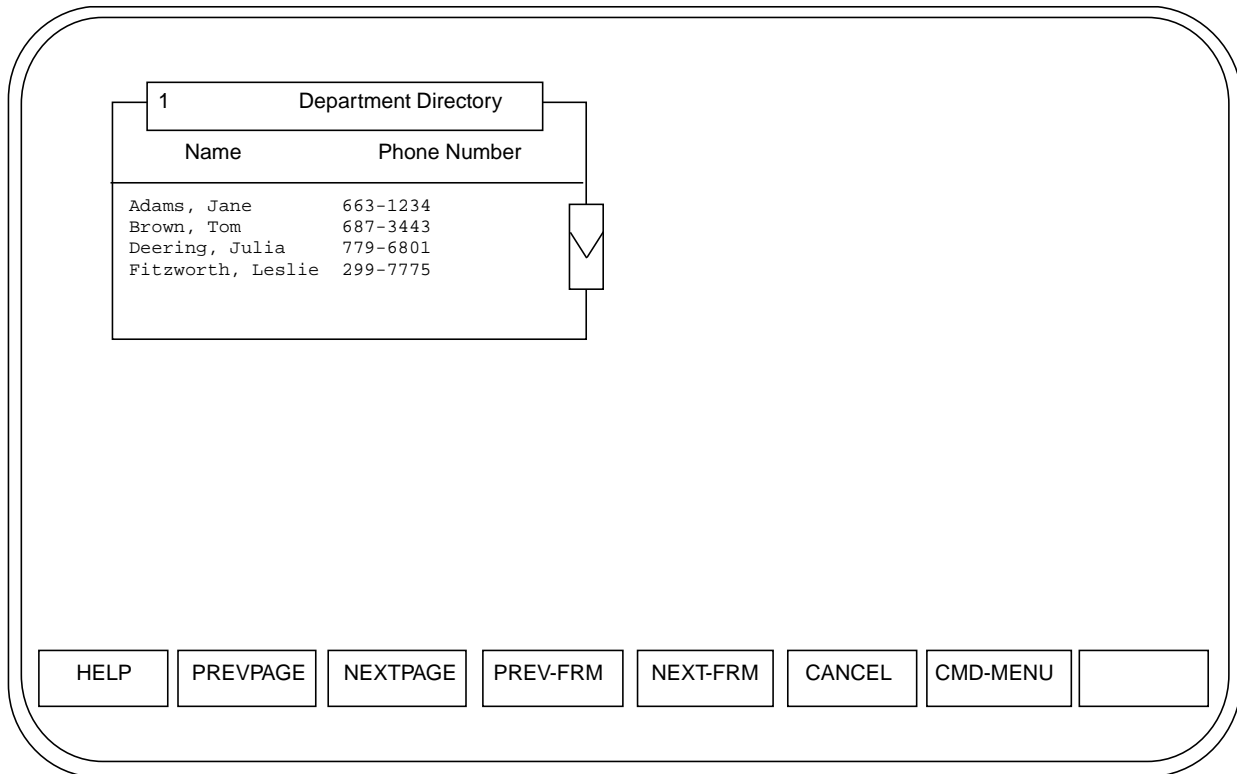 1 Department Directory
Name Phone Number
Adams, Jane 663-1234
Brown, Tom 687-3443
Deering, Julia 779-6801
Fitzworth, Leslie 299-7775
HELP PREVPAGE NEXTPAGE PREV-FRM NEXT-FRM CANCEL CMD-MENU